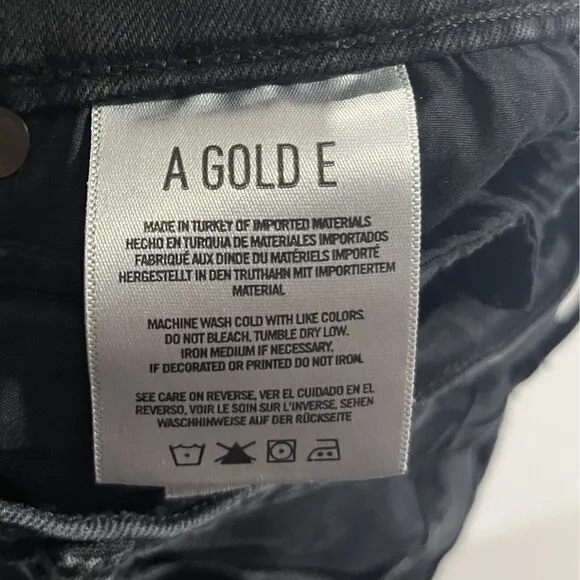 A GOLD E
MADE IN TURKEY OF IMPORTED MATERIALS
HECHO EN TURQUIA DE MATERIALES IMPORTADOS
FABRIQUÉ AUX DINDE DU MATÉRIELS IMPORTÉ
HERGESTELLT IN DEN TRUTHAHN MIT IMPORTIERTEM
MATERIAL
MACHINE WASH COLD WITH LIKE COLORS.
DO NOT BLEACH, TUMBLE DRY LOW.
IRON MEDIUM IF NECESSARY,
IF DECORATED OR PRINTED DO NOT IRON.
SEE CARE ON REVERSE, VER EL CUIDADO EN EL
REVERSO, VOIR LE SOIN SUR L'INVERSE, SEHEN
WASCHHINWEISE AUF DER RÜCKSEITE